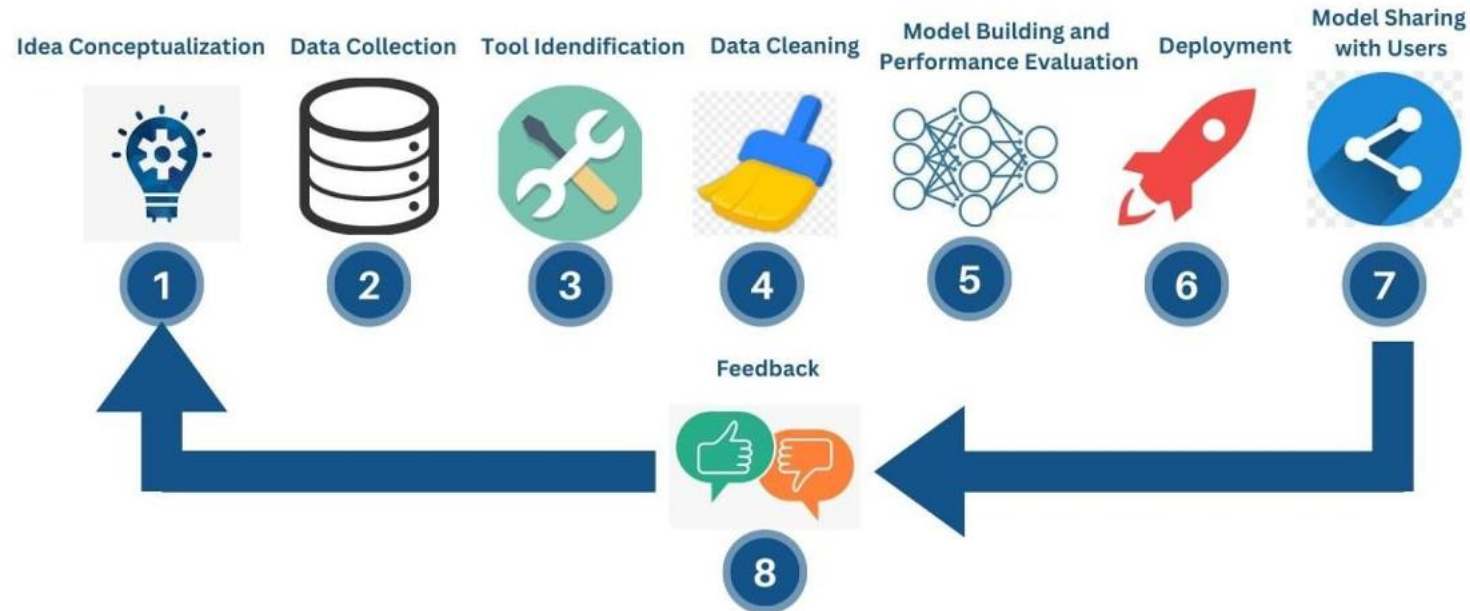 Idea Conceptualization
Data Collection
Tool Idendification
Data Cleaning
Model Building and
Performance Evaluation
Deployment
Model Sharing
with Users
1
2
3
4
5
6
7
Feedback
8